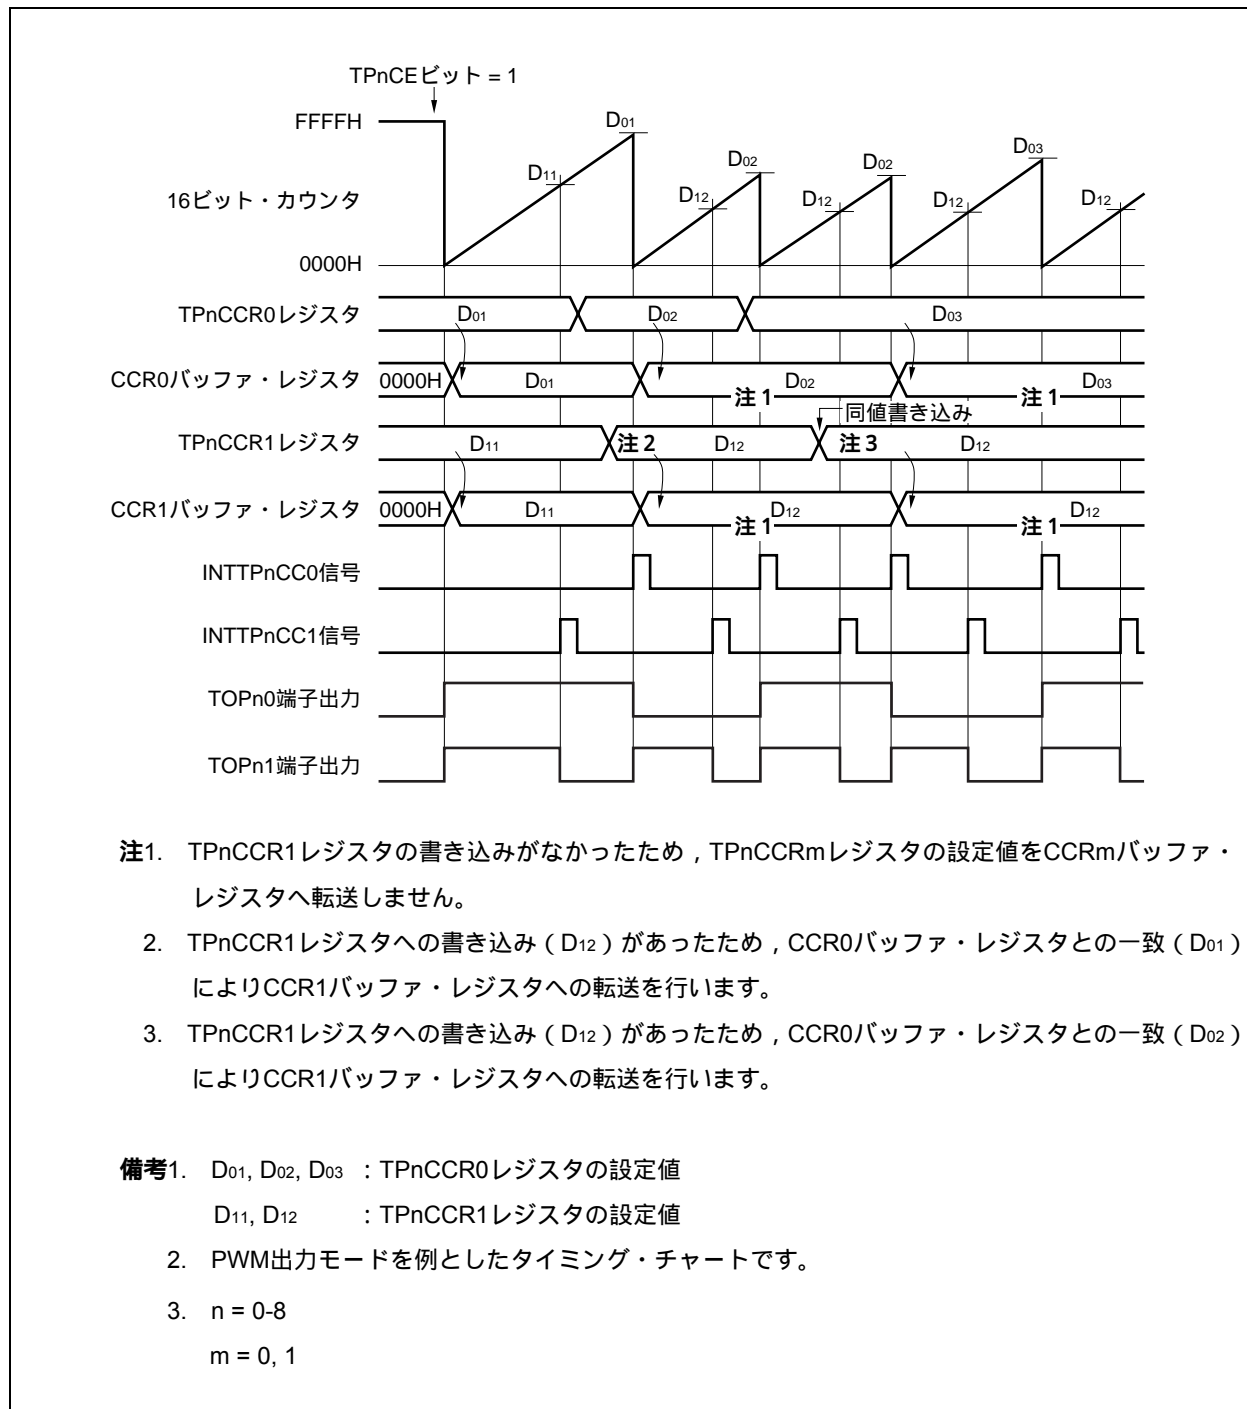 TPnCEビット = 1
FFFFH
D01
D03
D02
D02
D11
16ビット・カウンタ
D12
D12
D12
D12
0000H
TPnCCR0レジスタ
D01
D02
D03
CCR0バッファ・レジスタ
0000H
D01
注1
D02
注1
D03
同値書き込み
TPnCCR1レジスタ
D11
注2
D12
注3
D12
CCR1バッファ・レジスタ
0000H
D11
注1
D12
注1
D12
INTTPnCC0信号
INTTPnCC1信号
TOPn0端子出力
TOPn1端子出力
注1. TPnCCR1レジスタの書き込みがなかったため，TPnCCRmレジスタの設定値をCCRmバッファ・
レジスタへ転送しません。
2. TPnCCR1レジスタへの書き込み（D12）があったため，CCR0バッファ・レジスタとの一致（D01）
によりCCR1バッファ・レジスタへの転送を行います。
3. TPnCCR1レジスタへの書き込み（D12）があったため，CCR0バッファ・レジスタとの一致（D02）
によりCCR1バッファ・レジスタへの転送を行います。
備考1. D01, D02, D03 ：TPnCCR0レジスタの設定値
D11, D12 ：TPnCCR1レジスタの設定値
2. PWM出力モードを例としたタイミング・チャートです。
3. n = 0-8
m = 0, 1